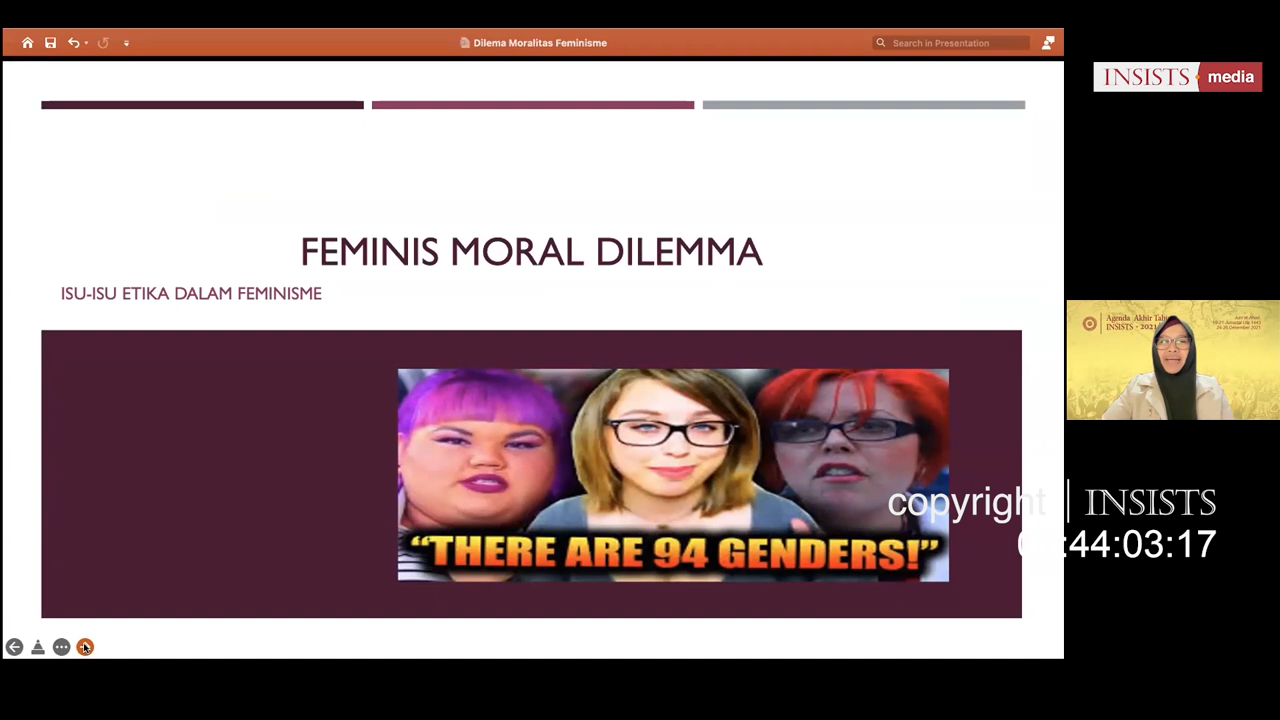 Dilema Moralitas Feminisme
Search in Presentation
INSISTS media
FEMINIS MORAL DILEMMA
ISU-ISU ETIKA DALAM FEMINISME
Agenda Akhir
INSISTS - 2021
“THERE ARE 94 GENDERS!”
copyright | INSISTS
:44:03:17